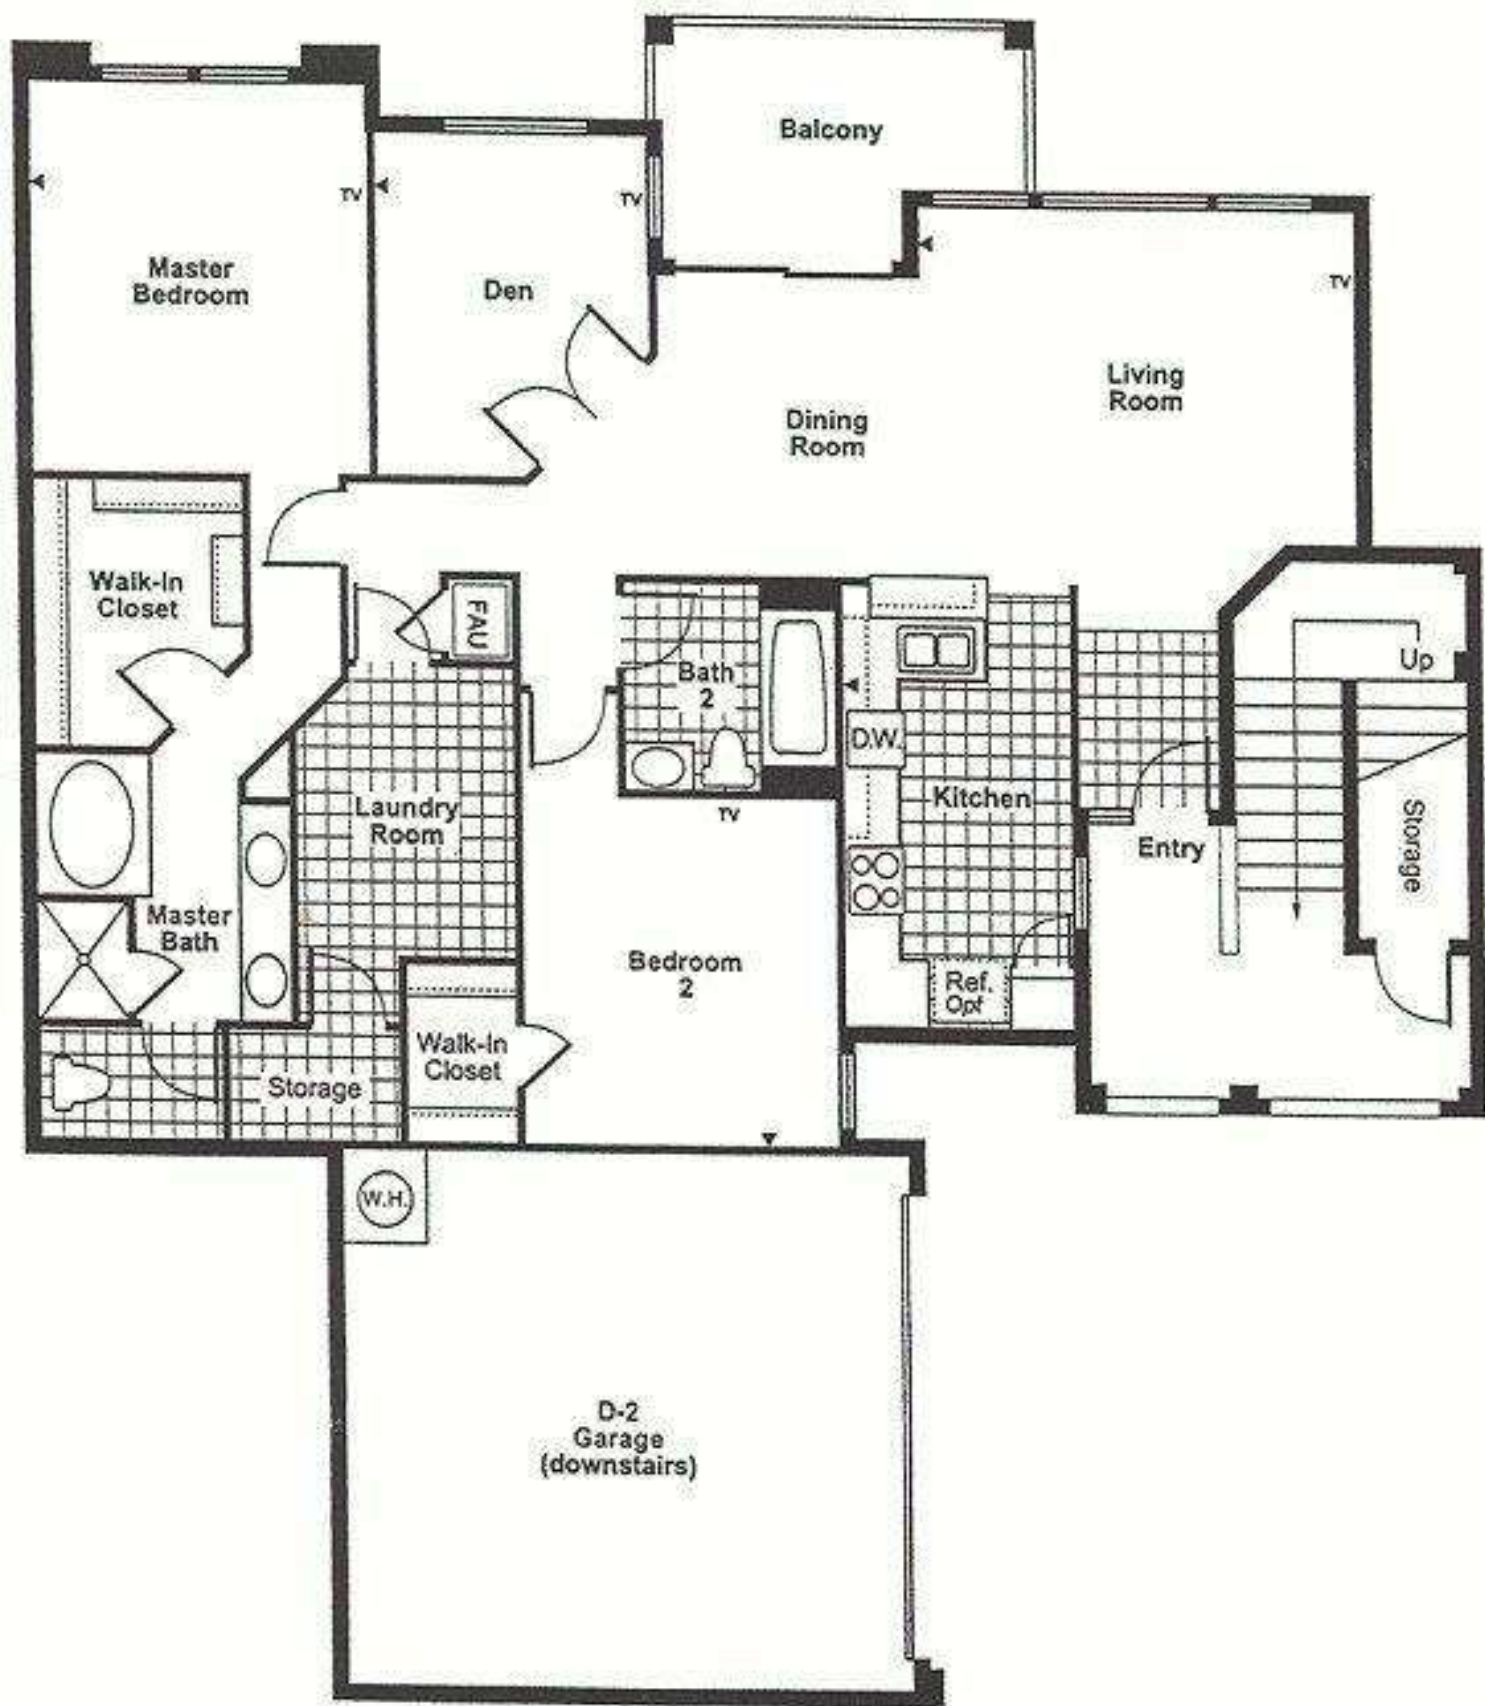 Balcony
TV
TV
Master
Bedroom
Den
TV
Living
Room
Dining
Room
Walk-In
Closet
FAU
Up
Bath
2
D.W.
Kitchen
Laundry
Room
TV
Entry
Storage
Master
Bath
Bedroom
2
Ref.
Opt
Walk-In
Closet
Storage
W.H.
D-2
Garage
(downstairs)